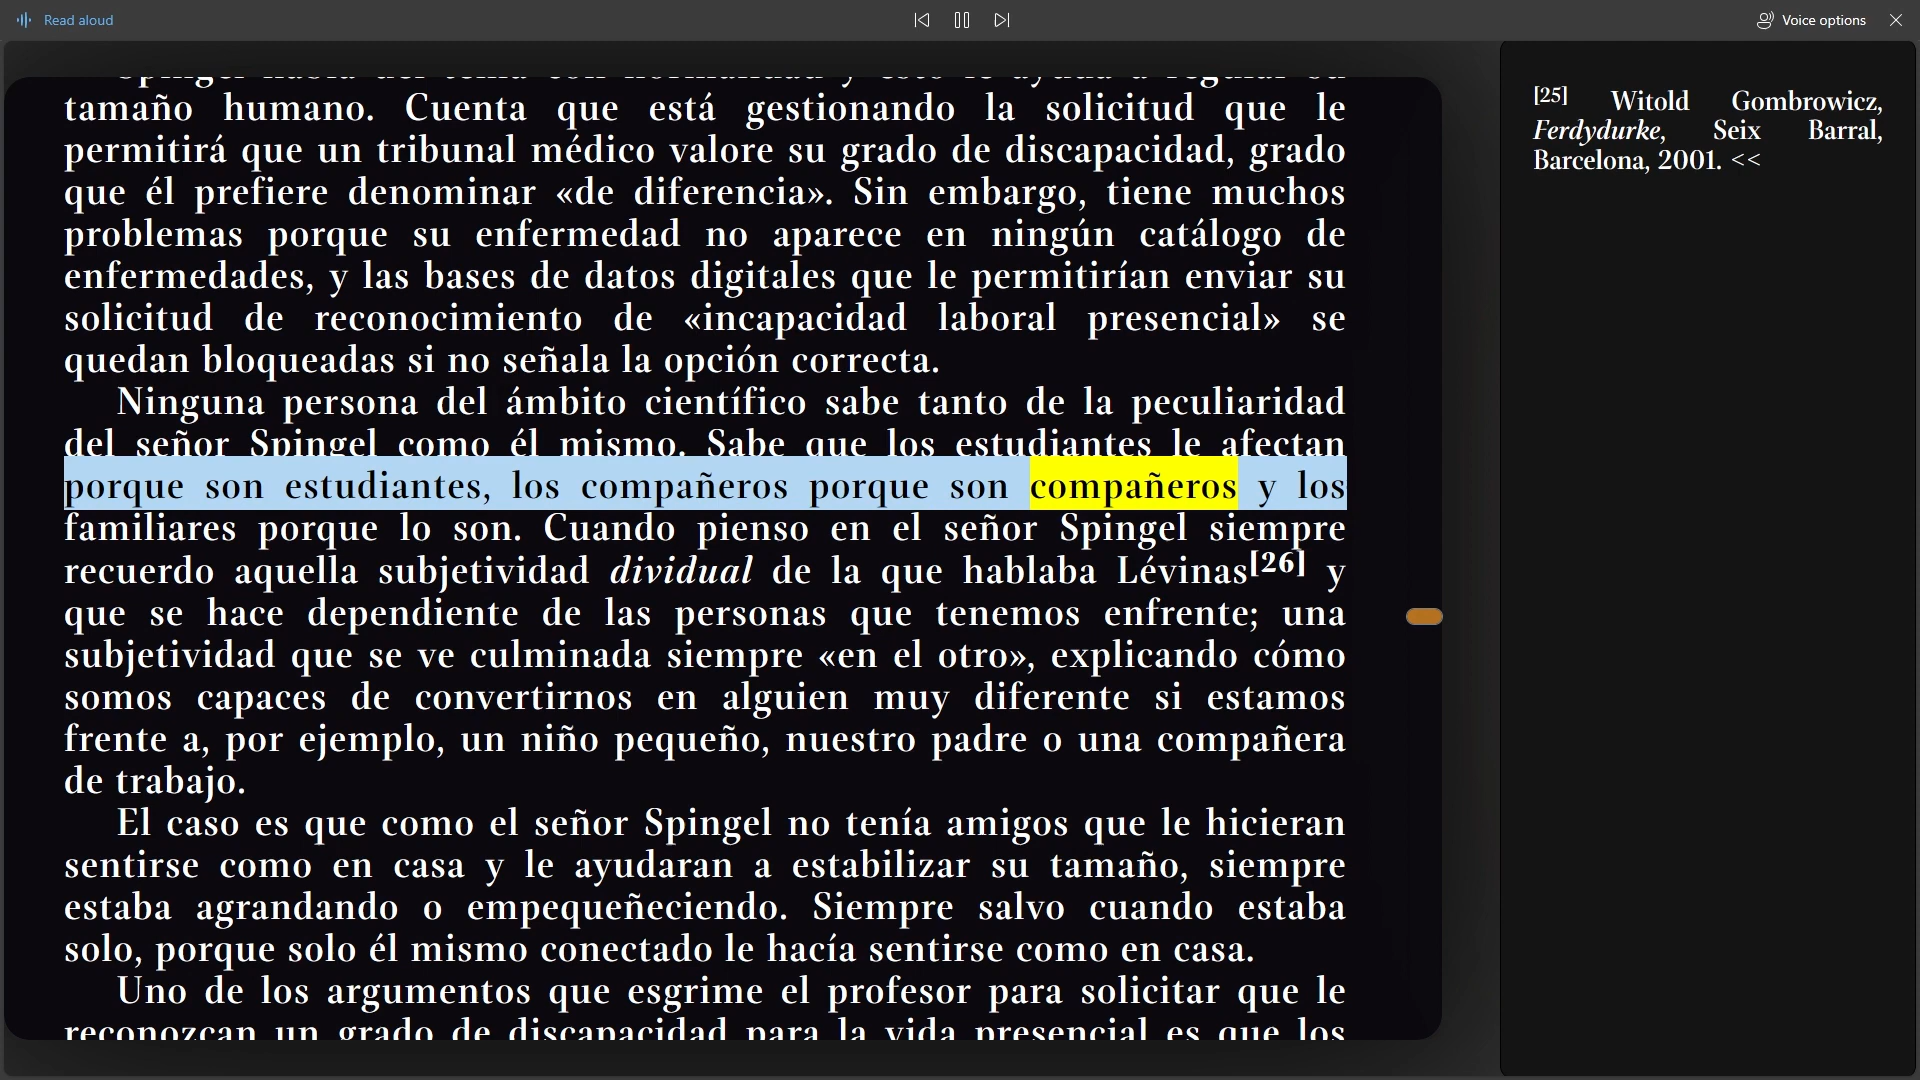 Read aloud
Voice options
tamaño humano. Cuenta que está gestionando la solicitud que le
permitirá que un tribunal médico valore su grado de discapacidad, grado
que él prefiere denominar «de diferencia». Sin embargo, tiene muchos
problemas porque su enfermedad no aparece en ningún catálogo de
enfermedades, y las bases de datos digitales que le permitirían enviar su
solicitud de reconocimiento de «incapacidad laboral presencial» se
quedan bloqueadas si no señala la opción correcta.
Ninguna persona del ámbito científico sabe tanto de la peculiaridad
del señor Spingel como él mismo. Sabe que los estudiantes le afectan
porque son estudiantes, los compañeros porque son compañeros y los
familiares porque lo son. Cuando pienso en el señor Spingel siempre
recuerdo aquella subjetividad dividual de la que hablaba Lévinas[26] y
que se hace dependiente de las personas que tenemos enfrente; una
subjetividad que se ve culminada siempre «en el otro», explicando cómo
somos capaces de convertirnos en alguien muy diferente si estamos
frente a, por ejemplo, un niño pequeño, nuestro padre o una compañera
de trabajo.
El caso es que como el señor Spingel no tenía amigos que le hicieran
sentirse como en casa y le ayudaran a estabilizar su tamaño, siempre
estaba agrandando o empequeñeciendo. Siempre salvo cuando estaba
solo, porque solo él mismo conectado le hacía sentirse como en casa.
Uno de los argumentos que esgrime el profesor para solicitar que le
reconozcan un grado de discapacidad para la vida presencial es que los
[25] Witold Gombrowicz,
Ferdydurke, Seix Barral,
Barcelona, 2001. <<